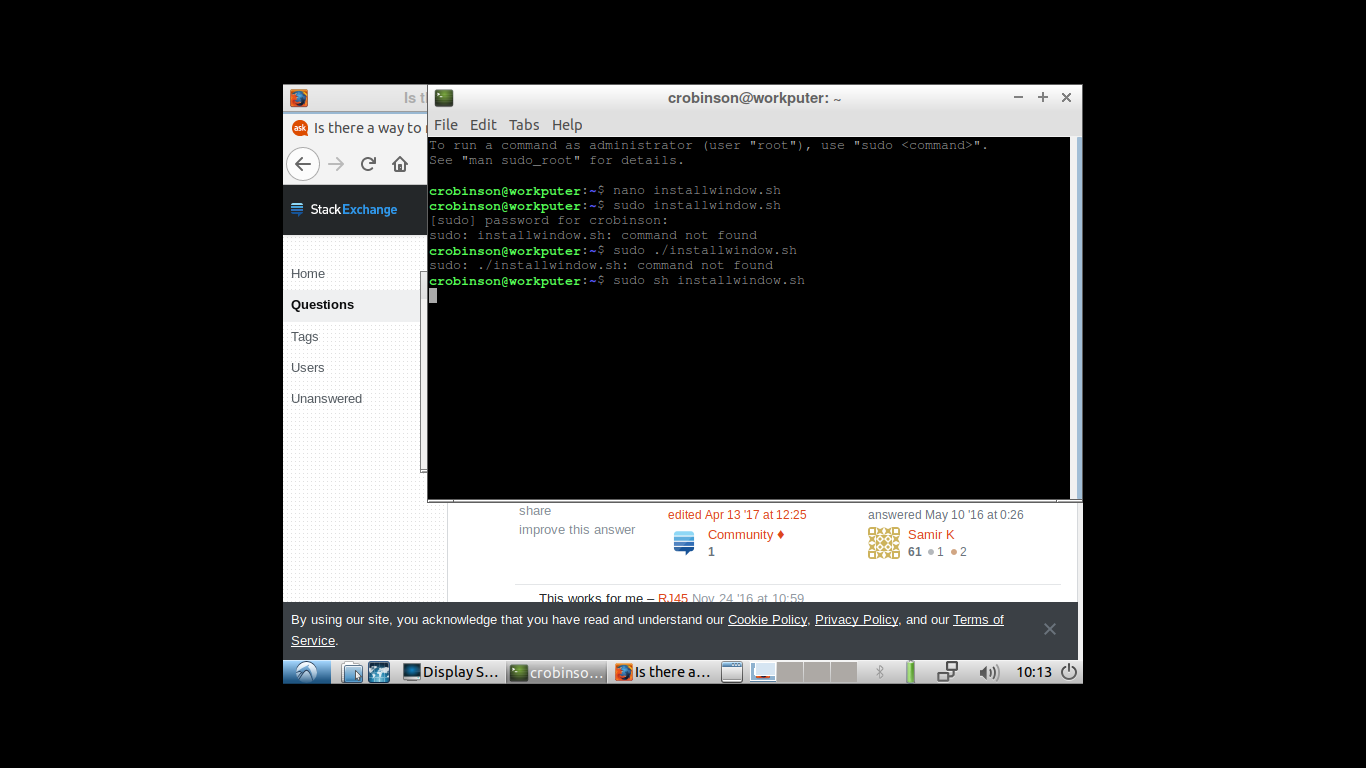 Is t
crobinson@workputer: ~
Is there a way to
File Edit Tabs Help
To run a command as administrator (user "root"), use "sudo <command>".
See "man sudo_root" for details.
crobinson@workputer:~$ nano installwindow.sh
crobinson@workputer:~$ sudo installwindow.sh
[sudo] password for crobinson:
sudo: installwindow.sh: command not found
crobinson@workputer:~$ sudo ./installwindow.sh
sudo: ./installwindow.sh: command not found
crobinson@workputer:~$ sudo sh installwindow.sh
StackExchange
Home
Questions
Tags
Users
Unanswered
share
improve this answer
edited Apr 13 '17 at 12:25
Community ♦
1
answered May 10 '16 at 0:26
Samir K
61 ●1 ●2
This works for me – RJ45 Nov 24 '16 at 10:59
By using our site, you acknowledge that you have read and understand our Cookie Policy, Privacy Policy, and our Terms of
Service.
Display S... crobinso... Is there a... 10:13